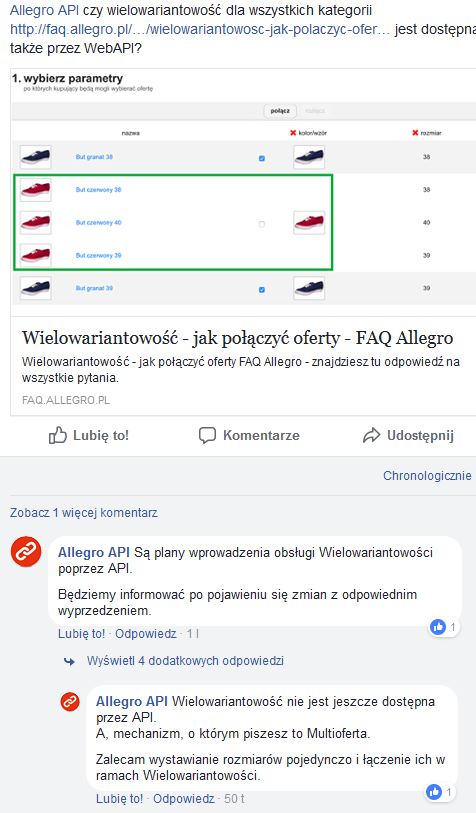 Allegro API czy wielowariantowość dla wszystkich kategorii
http://faq.allegro.pl/.../wielowariantowosc-jak-polaczyc-ofer... jest dostępna
także przez WebAPI?
1. wybierz parametry
po których kupujący będą mogli wybierać ofertę
połącz rozłącz
nazwa kolor/wzór rozmiar
But granat 38 38
But czerwony 38 38
But czerwony 40 40
But czerwony 39 39
But granat 39 39
Wielowariantowość - jak połączyć oferty - FAQ Allegro
Wielowariantowość - jak połączyć oferty FAQ Allegro - znajdziesz tu odpowiedź na
wszystkie pytania.
FAQ.ALLEGRO.PL
Lubię to! Komentarze Udostępnij
Chronologicznie
Zobacz 1 więcej komentarz
Allegro API Są plany wprowadzenia obsługi Wielowariantowości
poprzez API.
Będziemy informować po pojawieniu się zmian z odpowiednim
wyprzedzeniem.
Lubię to! · Odpowiedz · 1 l
1
Wyświetl 4 dodatkowych odpowiedzi
Allegro API Wielowariantowość nie jest jeszcze dostępna
przez API.
A, mechanizm, o którym piszesz to Multioferta.
Zalecam wystawianie rozmiarów pojedynczo i łączenie ich w
ramach Wielowariantowości.
1
Lubię to! · Odpowiedz · 50 t